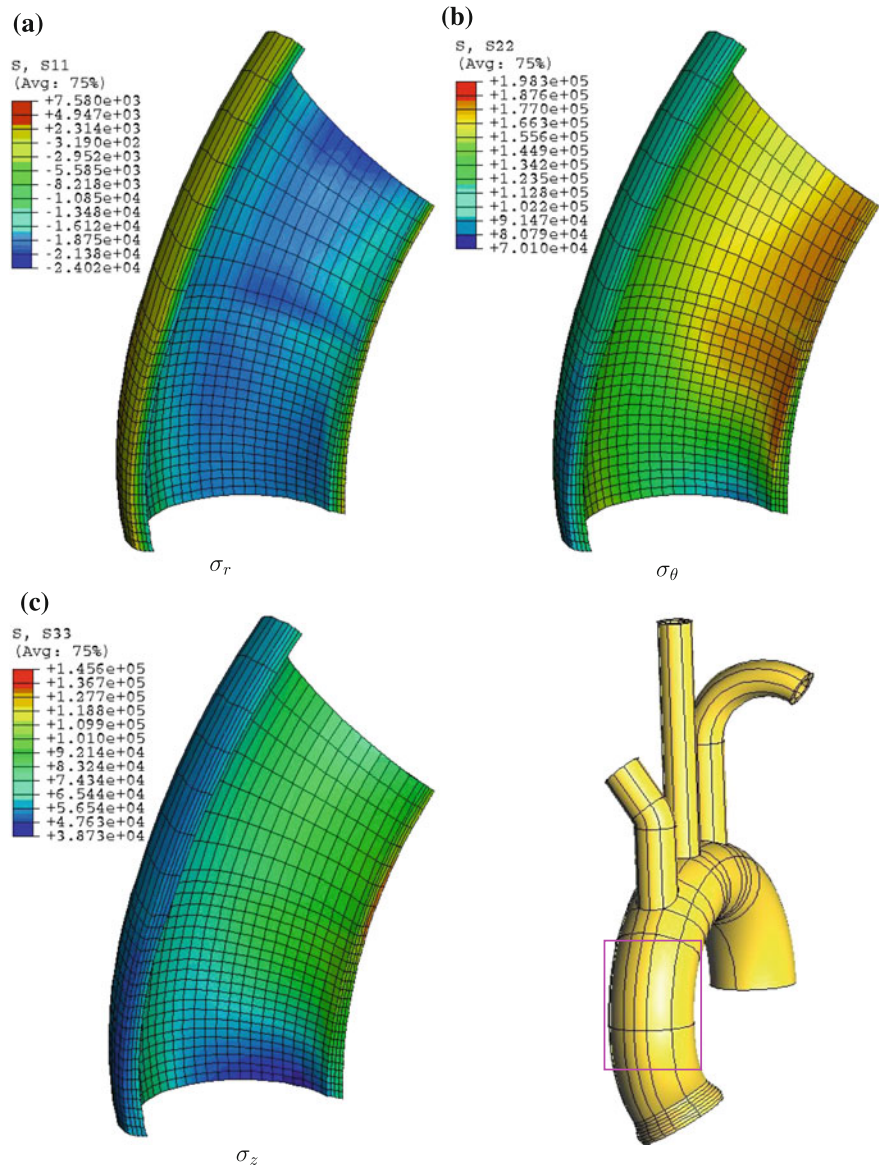 (a)
S, S11
(Avg: 75%)
+7.580e+03
+4.947e+03
+2.314e+03
-3.190e+02
-2.952e+03
-5.585e+03
-8.218e+03
-1.085e+04
-1.348e+04
-1.612e+04
-1.875e+04
-2.138e+04
-2.402e+04
σr
(b)
S, S22
(Avg: 75%)
+1.983e+05
+1.876e+05
+1.770e+05
+1.663e+05
+1.556e+05
+1.449e+05
+1.342e+05
+1.235e+05
+1.128e+05
+1.022e+05
+9.147e+04
+8.079e+04
+7.010e+04
σθ
(c)
S, S33
(Avg: 75%)
+1.456e+05
+1.367e+05
+1.277e+05
+1.188e+05
+1.099e+05
+1.010e+05
+9.214e+04
+8.324e+04
+7.434e+04
+6.544e+04
+5.654e+04
+4.763e+04
+3.873e+04
σz